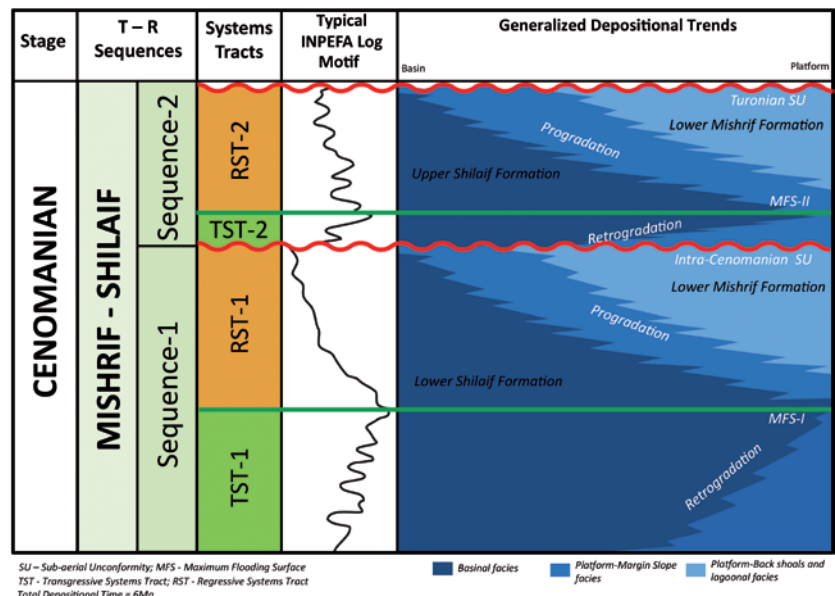 Stage
T – R
Sequences
Systems
Tracts
Typical
INPEFA Log
Motif
Generalized Depositional Trends
Basin
Platform
CENOMANIAN
MISHRIF - SHILAIF
Sequence-2
RST-2
TST-2
Turonian SU
Lower Mishrif Formation
Progradation
Upper Shilaif Formation
MFS-II
Retrogradation
Sequence-1
RST-1
TST-1
Intra-Cenomanian SU
Lower Mishrif Formation
Progradation
Lower Shilaif Formation
MFS-I
Retrogradation
SU – Sub-aerial Unconformity; MFS - Maximum Flooding Surface
TST - Transgressive Systems Tract; RST - Regressive Systems Tract
Total Depositional Time = 6Ma
Basinal facies
Platform-Margin Slope
facies
Platform-Back shoals and
lagoonal facies